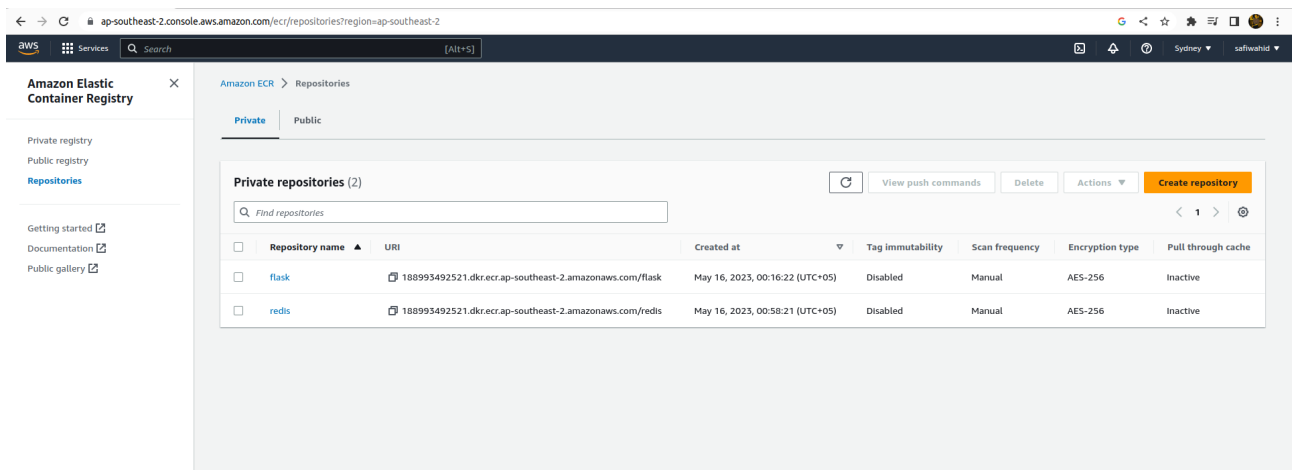 ap-southeast-2.console.aws.amazon.com/ecr/repositories?region=ap-southeast-2
aws Services Search [Alt+S] Sydney ▼ safiwahid ▼
Amazon Elastic Container Registry
Private registry
Public registry
Repositories
Getting started
Documentation
Public gallery
Amazon ECR > Repositories
Private Public
Private repositories (2) View push commands Delete Actions ▼ Create repository
Find repositories < 1 >
Repository name ▲ URI Created at Tag immutability Scan frequency Encryption type Pull through cache
flask 188993492521.dkr.ecr.ap-southeast-2.amazonaws.com/flask May 16, 2023, 00:16:22 (UTC+05) Disabled Manual AES-256 Inactive
redis 188993492521.dkr.ecr.ap-southeast-2.amazonaws.com/redis May 16, 2023, 00:58:21 (UTC+05) Disabled Manual AES-256 Inactive